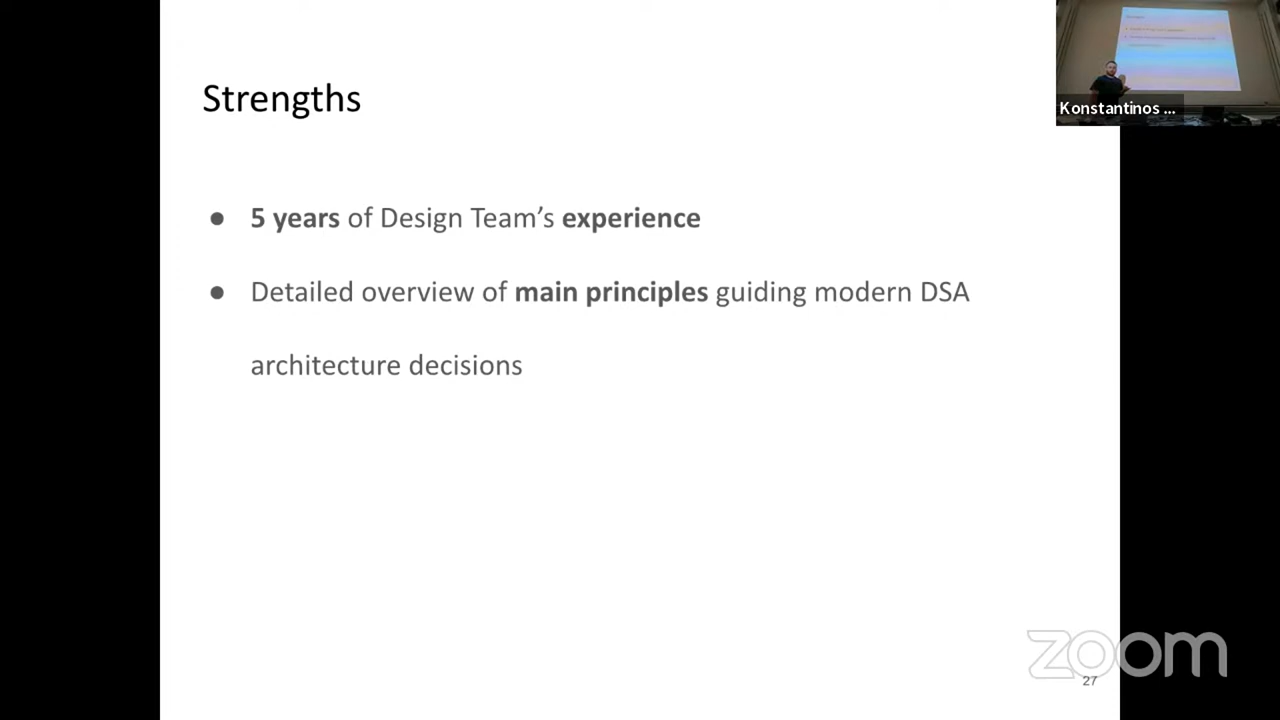 Strengths
Konstantinos ...
● 5 years of Design Team's experience
● Detailed overview of main principles guiding modern DSA
architecture decisions
zoom
27